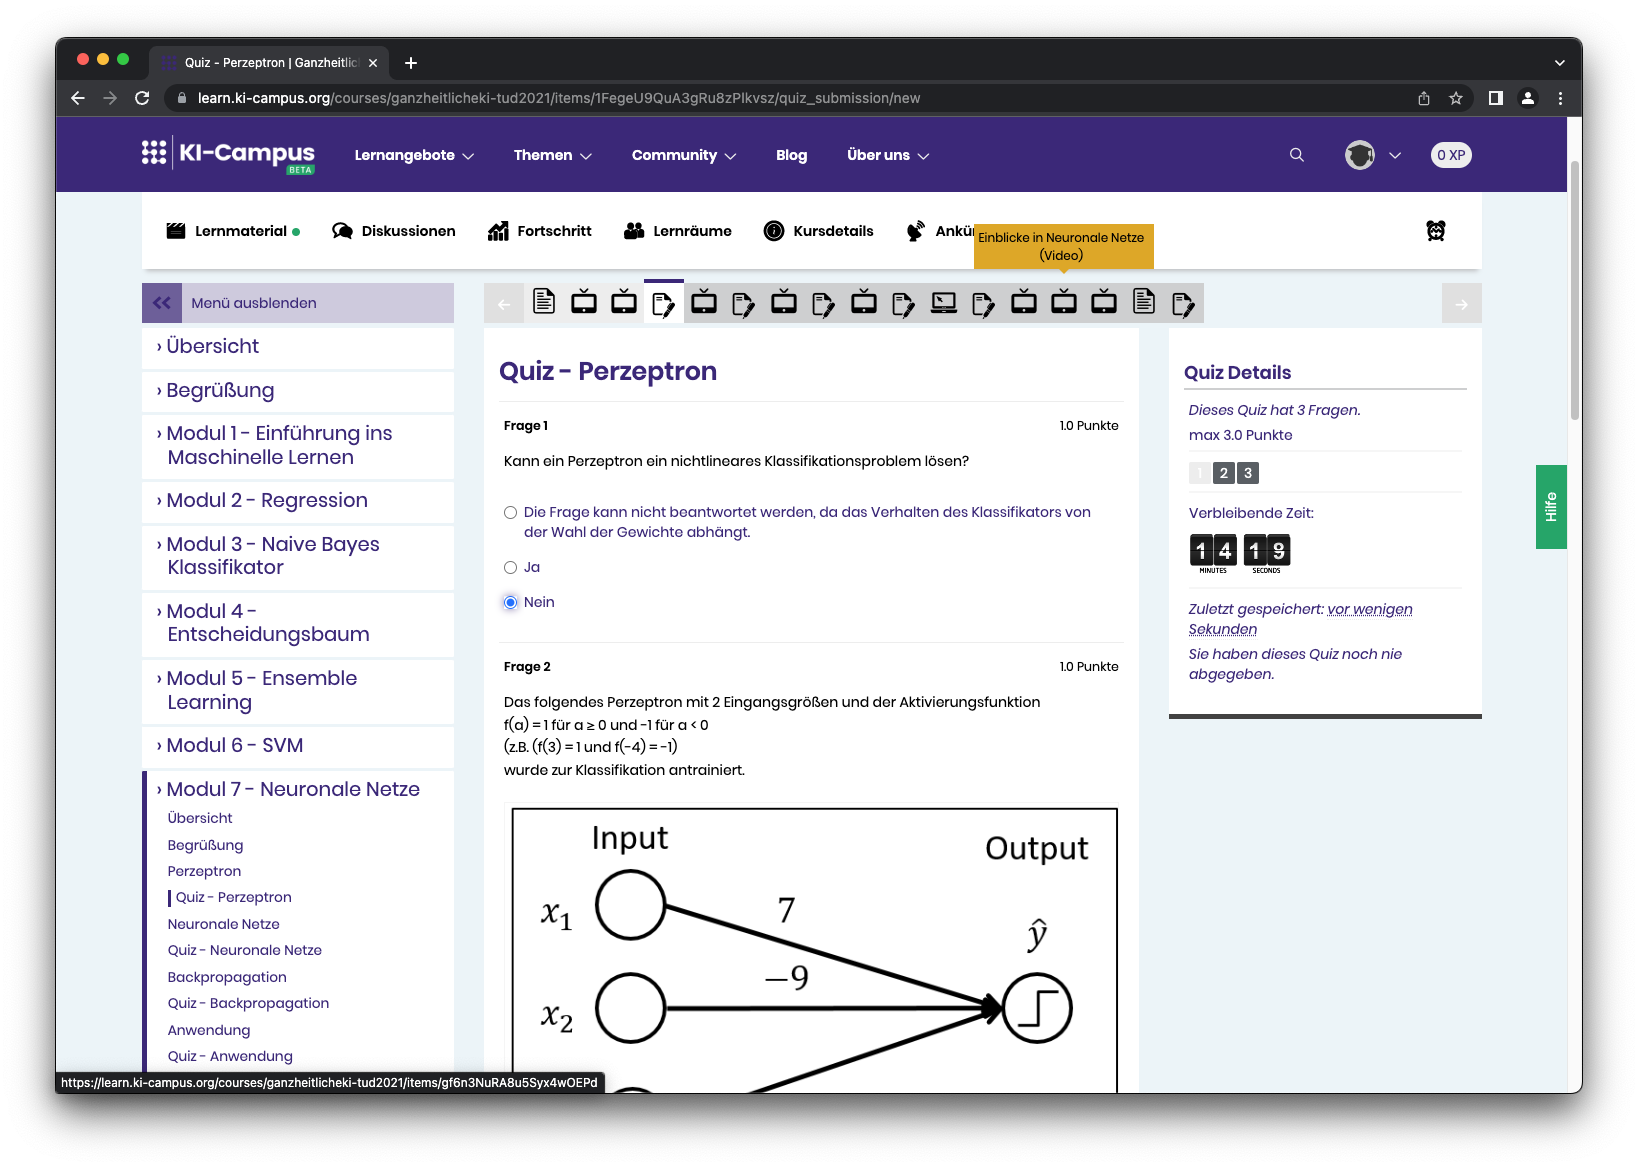 Quiz - Perzeptron | Ganzheitlic
learn.ki-campus.org/courses/ganzheitlicheki-tud2021/items/1FegeU9QuA3gRu8zPlkvsz/quiz_submission/new
KI-Campus
BETA
Lernangebote
Themen
Community
Blog
Über uns
0 XP
Lernmaterial
Diskussionen
Fortschritt
Lernräume
Kursdetails
Ankü
Einblicke in Neuronale Netze
(Video)
Menü ausblenden
› Übersicht
› Begrüßung
› Modul 1 - Einführung ins
Maschinelle Lernen
› Modul 2 - Regression
› Modul 3 - Naive Bayes
Klassifikator
› Modul 4 -
Entscheidungsbaum
› Modul 5 - Ensemble
Learning
› Modul 6 - SVM
› Modul 7 - Neuronale Netze
Übersicht
Begrüßung
Perzeptron
Quiz - Perzeptron
Neuronale Netze
Quiz - Neuronale Netze
Backpropagation
Quiz - Backpropagation
Anwendung
Quiz - Anwendung
https://learn.ki-campus.org/courses/ganzheitlicheki-tud2021/items/gf6n3NuRA8u5Syx4wOEPd
Quiz - Perzeptron
Frage 1
1.0 Punkte
Kann ein Perzeptron ein nichtlineares Klassifikationsproblem lösen?
Die Frage kann nicht beantwortet werden, da das Verhalten des Klassifikators von
der Wahl der Gewichte abhängt.
Ja
Nein
Frage 2
1.0 Punkte
Das folgendes Perzeptron mit 2 Eingangsgrößen und der Aktivierungsfunktion
f(a) = 1 für a ≥ 0 und -1 für a < 0
(z.B. (f(3) = 1 und f(-4) = -1)
wurde zur Klassifikation antrainiert.
Input
Output
x₁
7
ŷ
−9
x₂
Quiz Details
Dieses Quiz hat 3 Fragen.
max 3.0 Punkte
1 2 3
Verbleibende Zeit:
14 19
MINUTES SECONDS
Zuletzt gespeichert: vor wenigen
Sekunden
Sie haben dieses Quiz noch nie
abgegeben.
Hilfe